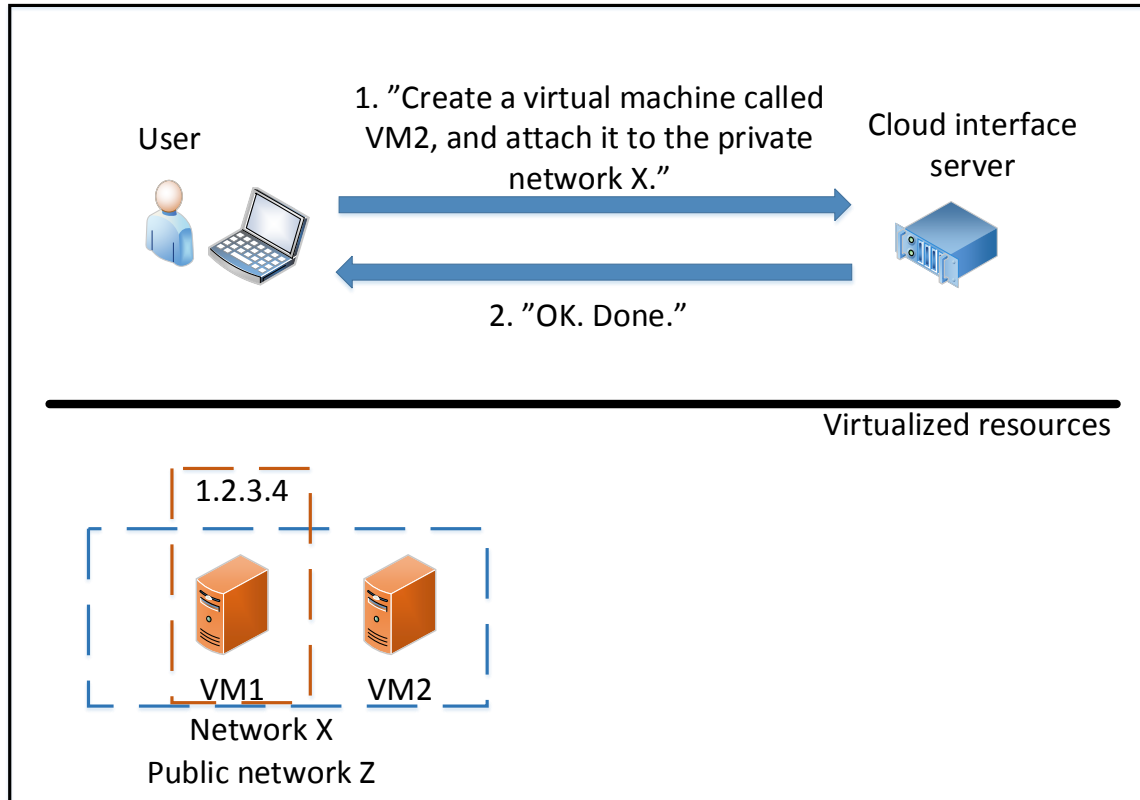 1. ”Create a virtual machine called
VM2, and attach it to the private
network X.”
User
Cloud interface
server
2. ”OK. Done.”
Virtualized resources
1.2.3.4
VM1
VM2
Network X
Public network Z